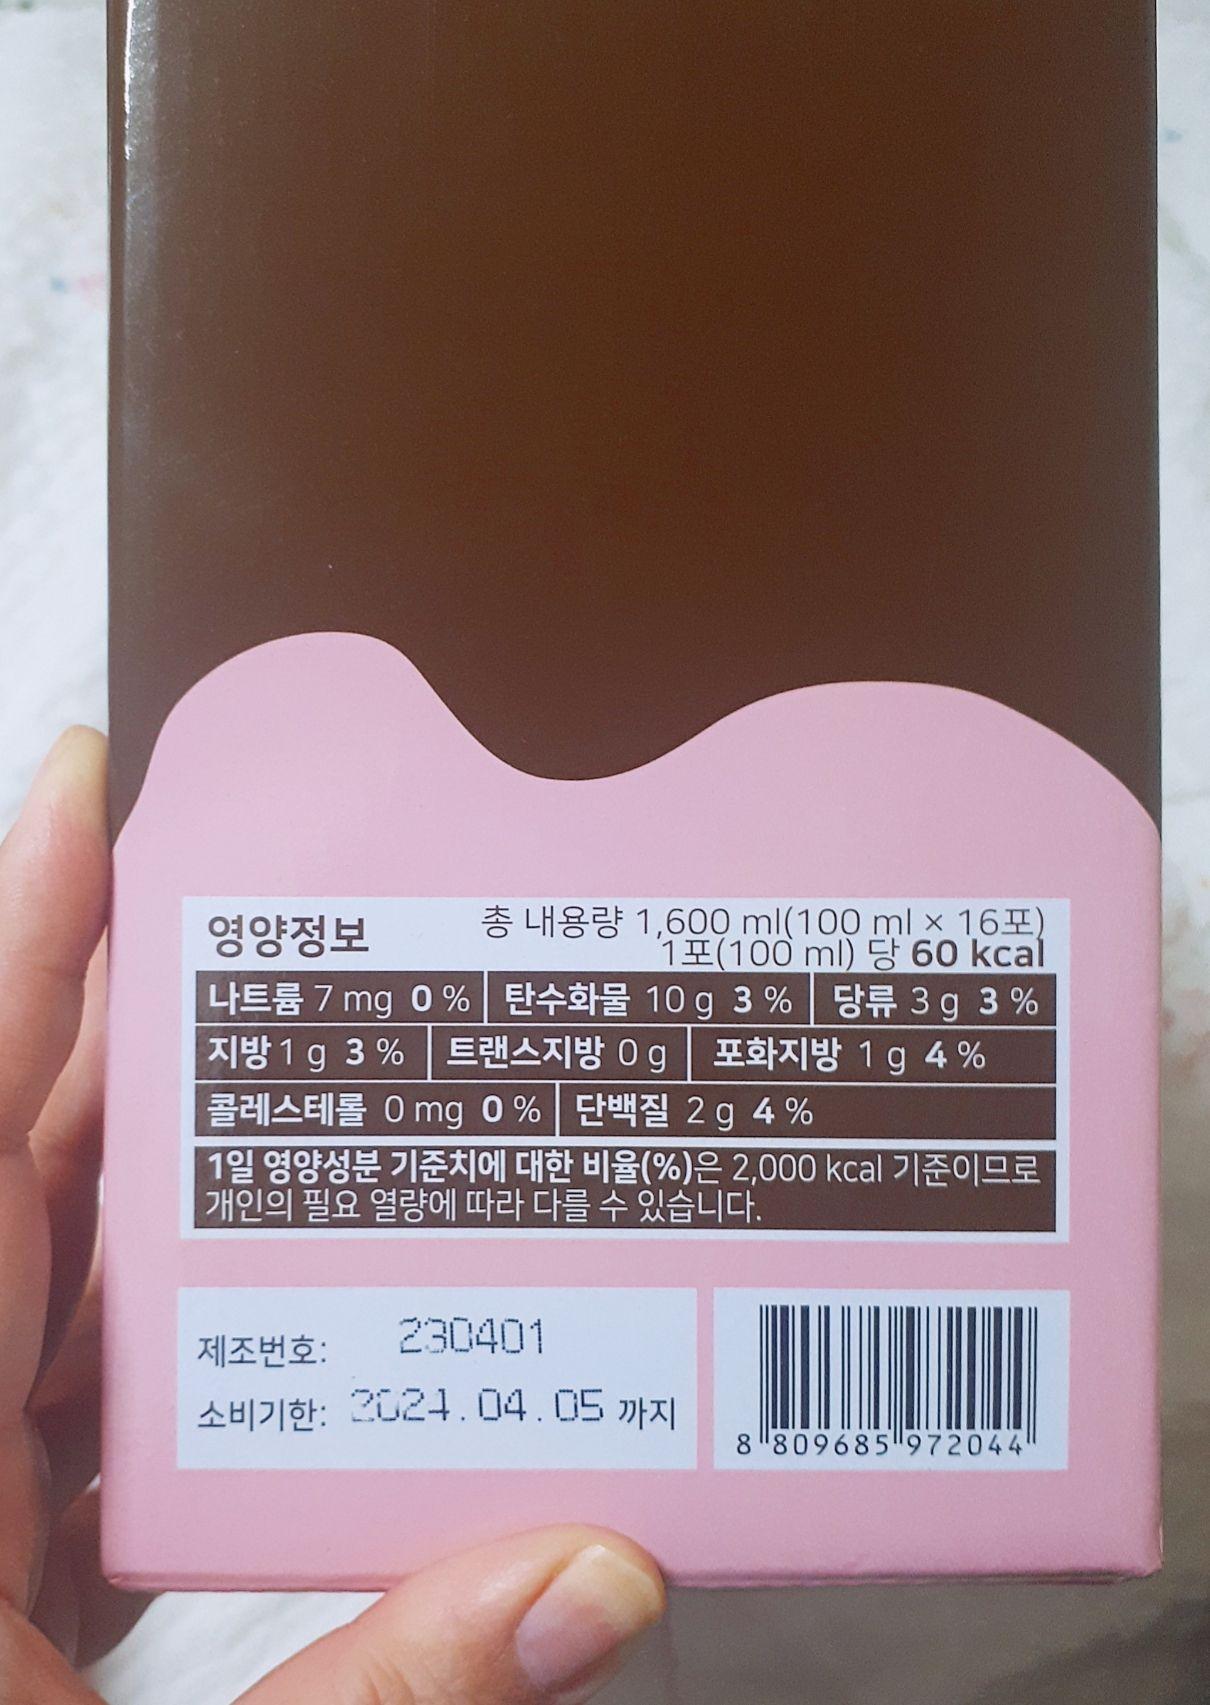 영양정보
총 내용량 1,600 ml(100 ml × 16포)
1포(100 ml) 당 60 kcal
나트륨 7 mg 0 % 탄수화물 10 g 3 % 당류 3 g 3 %
지방 1 g 3 % 트랜스지방 0 g 포화지방 1 g 4 %
콜레스테롤 0 mg 0 % 단백질 2 g 4 %
1일 영양성분 기준치에 대한 비율(%)은 2,000 kcal 기준이므로
개인의 필요 열량에 따라 다를 수 있습니다.
제조번호: 230401
소비기한: 2024.04.05 까지
8 809685 972044